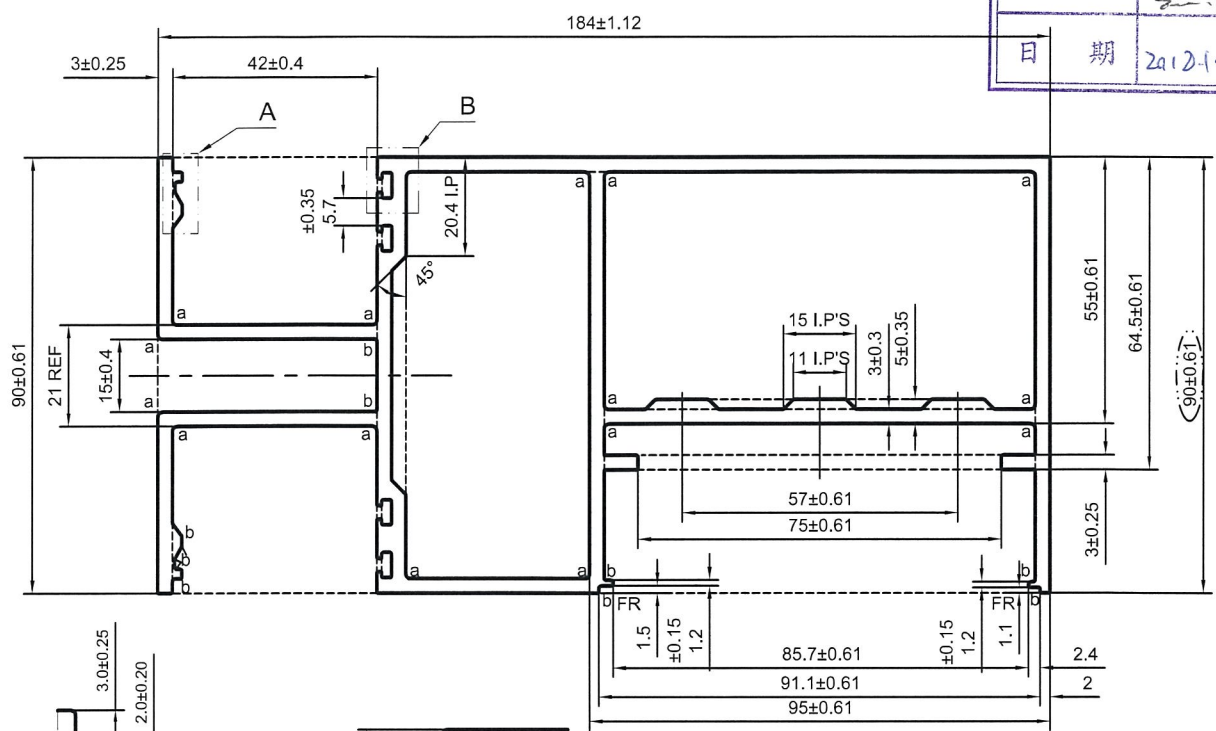 184±1.12
日 期
3±0.25
42±0.4
A
B
±0.35
5.7
20.4 I.P
45°
a
a
a
a
a
a
a
b
90±0.61
21 REF
15±0.4
15 I.P'S
11 I.P'S
3±0.3
5±0.35
55±0.61
64.5±0.61
(90±0.61)
a
a
a
b
a
a
a
a
57±0.61
75±0.61
3±0.25
b
b
b
a
a
b
b
b FR
FR b
1.5
±0.15
1.2
±0.15
1.2
1.1
85.7±0.61
2.4
91.1±0.61
2
95±0.61
3.0±0.25
2.0±0.20